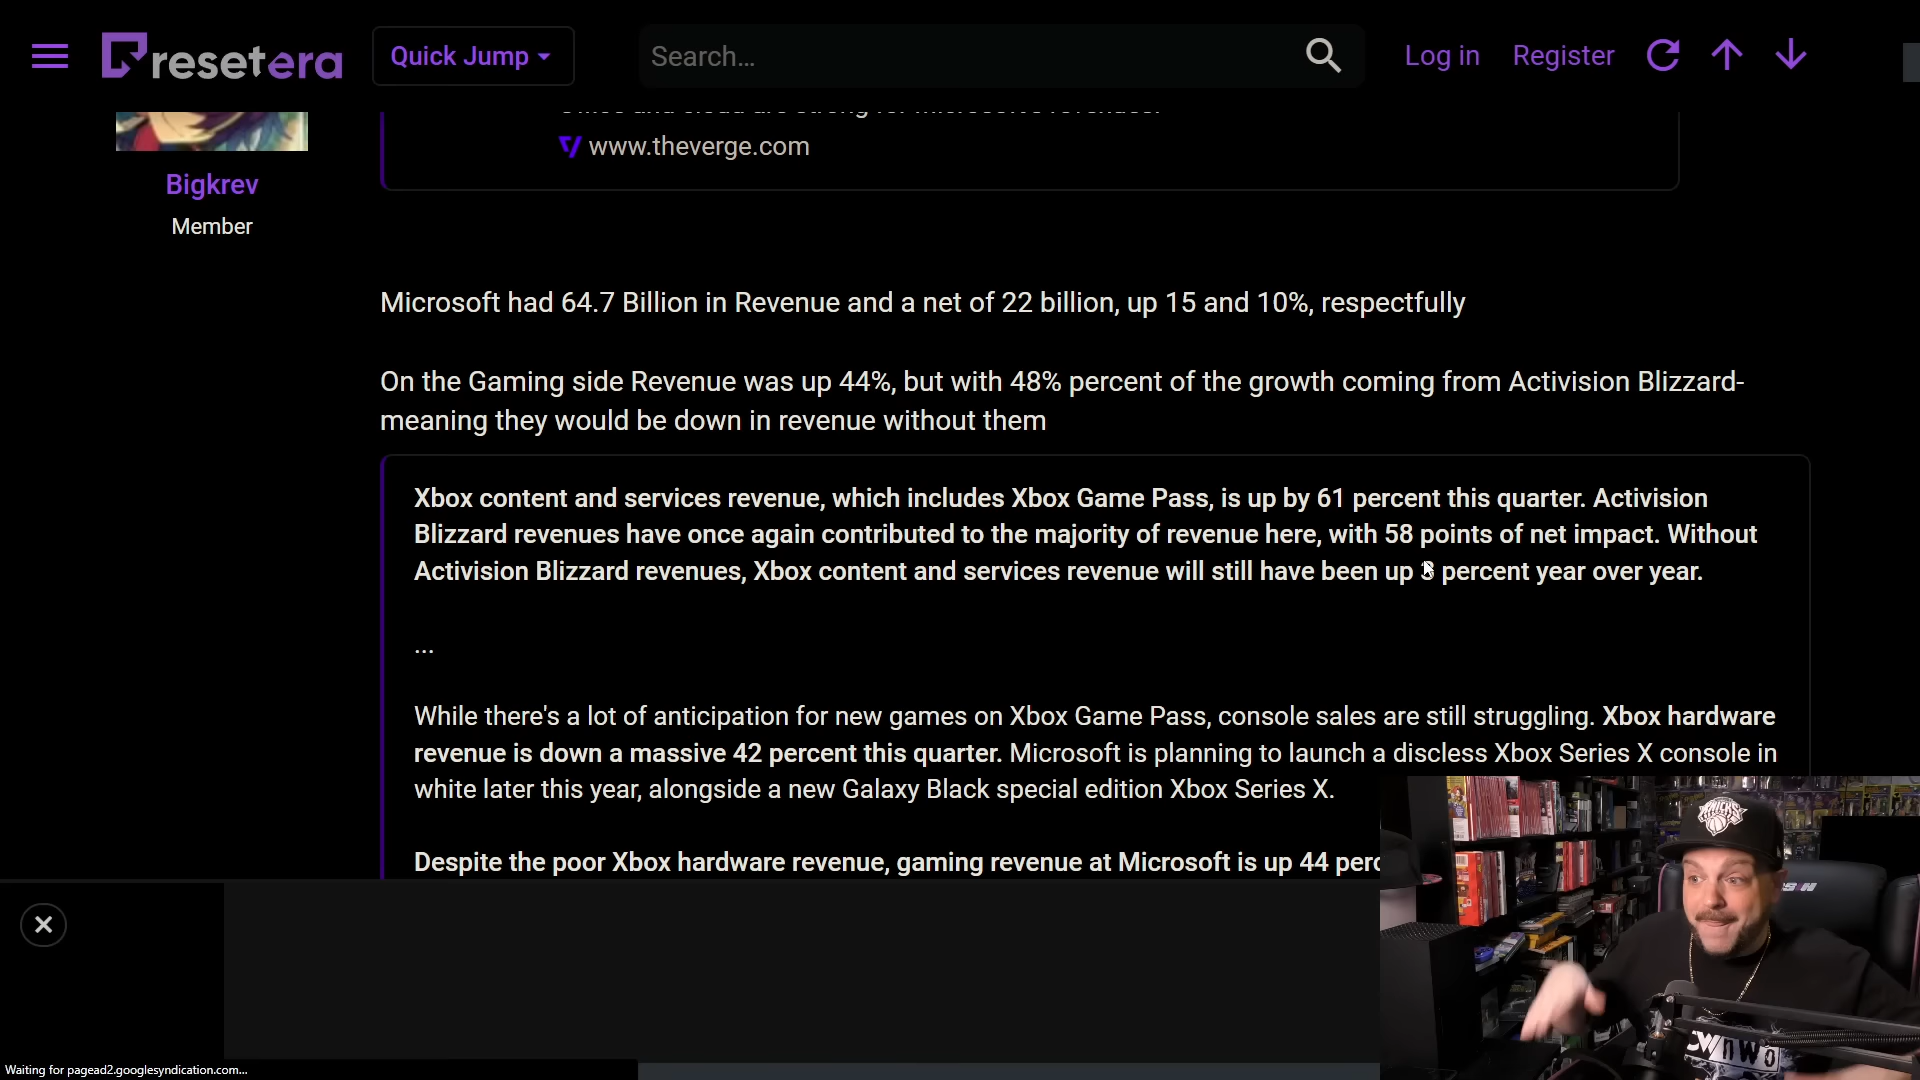 resetera
Quick Jump
Search...
Log in
Register
www.theverge.com
Bigkrev
Member
Microsoft had 64.7 Billion in Revenue and a net of 22 billion, up 15 and 10%, respectfully
On the Gaming side Revenue was up 44%, but with 48% percent of the growth coming from Activision Blizzard-
meaning they would be down in revenue without them
Xbox content and services revenue, which includes Xbox Game Pass, is up by 61 percent this quarter. Activision
Blizzard revenues have once again contributed to the majority of revenue here, with 58 points of net impact. Without
Activision Blizzard revenues, Xbox content and services revenue will still have been up 3 percent year over year.
...
While there's a lot of anticipation for new games on Xbox Game Pass, console sales are still struggling. Xbox hardware
revenue is down a massive 42 percent this quarter. Microsoft is planning to launch a discless Xbox Series X console in
white later this year, alongside a new Galaxy Black special edition Xbox Series X.
Despite the poor Xbox hardware revenue, gaming revenue at Microsoft is up 44 perc
KNICKS
nWo
Waiting for pagead2.googlesyndication.com...